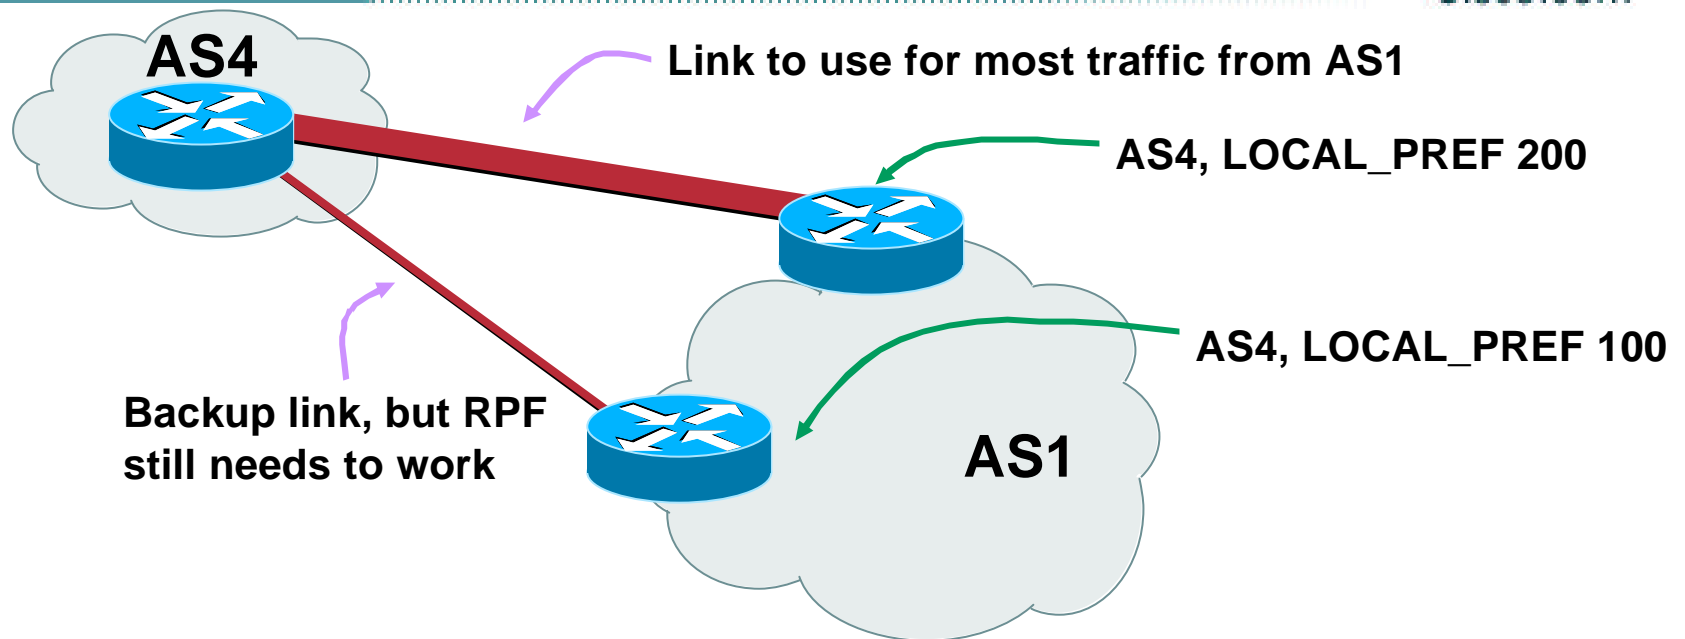 AS4
Link to use for most traffic from AS1
AS4, LOCAL_PREF 200
AS4, LOCAL_PREF 100
Backup link, but RPF
still needs to work
AS1